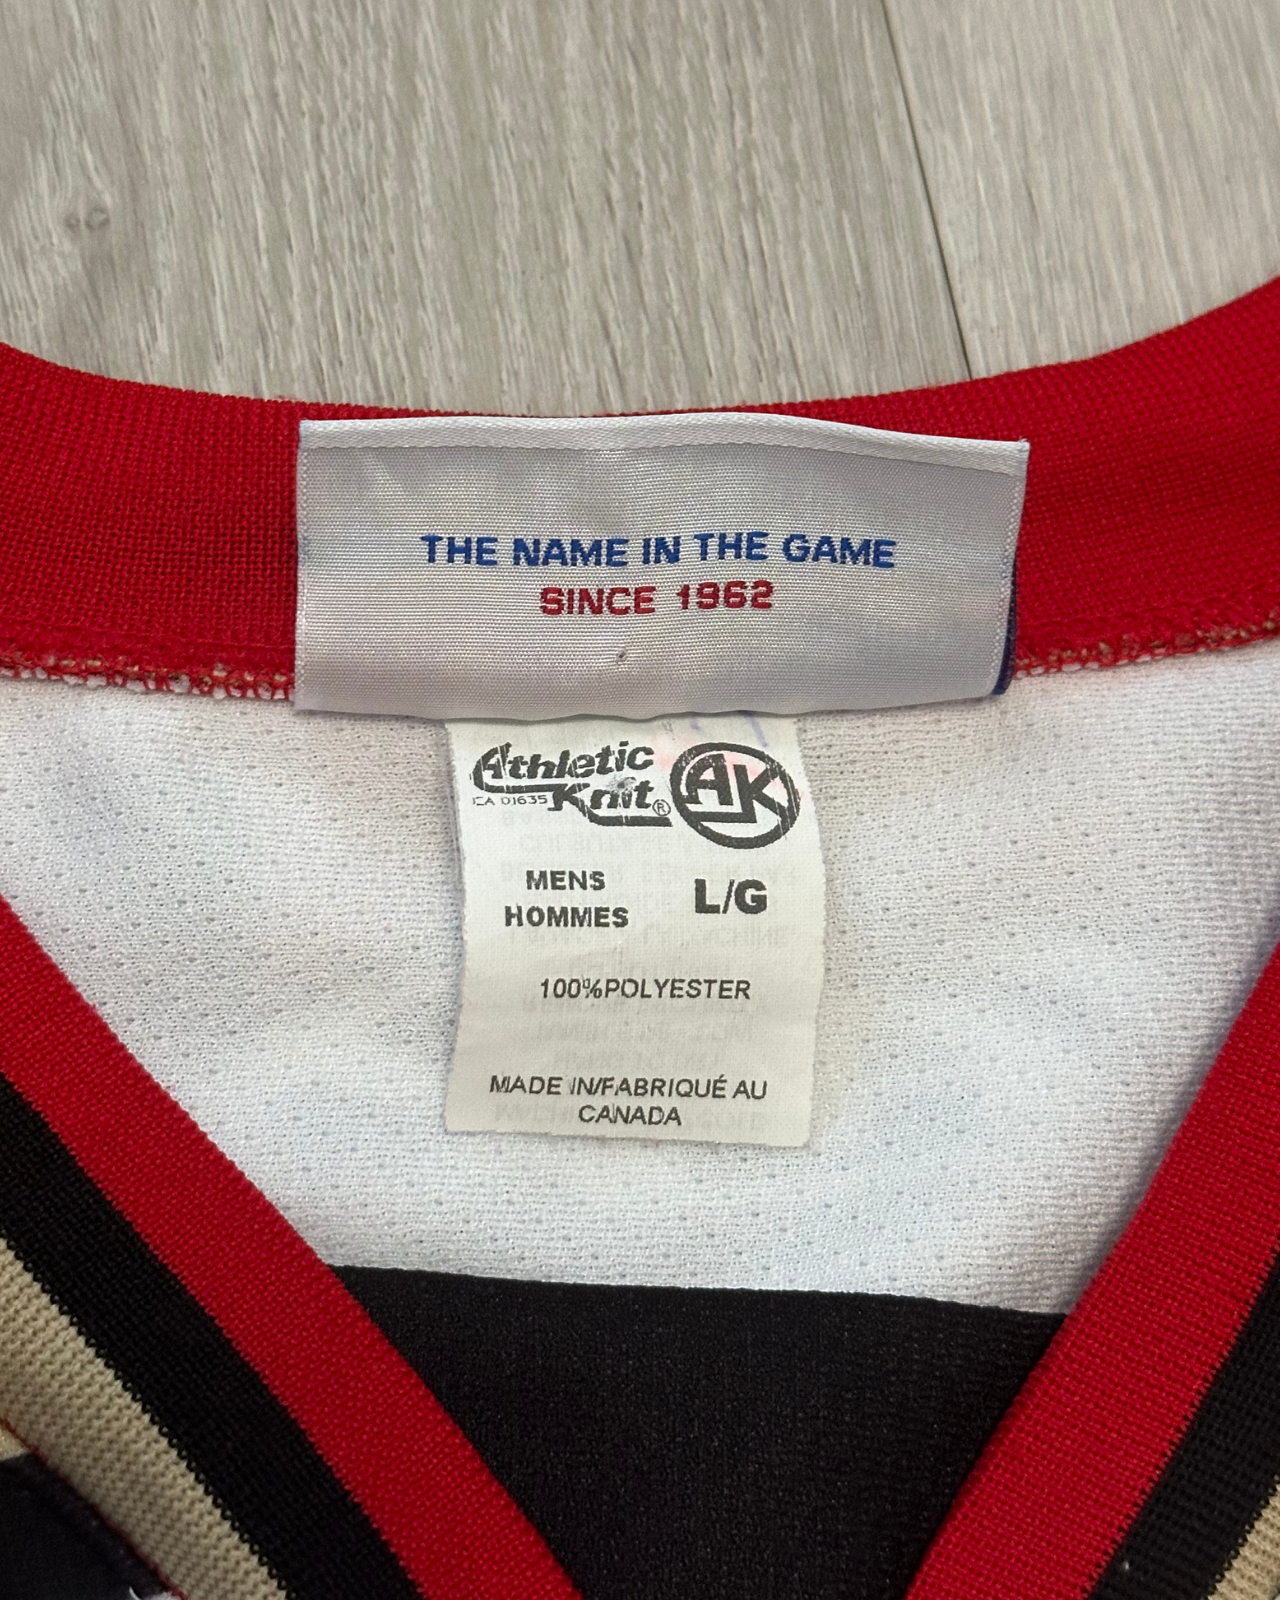 THE NAME IN THE GAME
SINCE 1962
Athletic
Knit®
CA 01635
AK
MENS
HOMMES
L/G
100%POLYESTER
MADE IN/FABRIQUÉ AU
CANADA